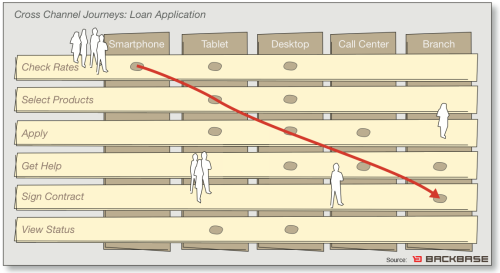 Cross Channel Journeys: Loan Application
Smartphone Tablet Desktop Call Center Branch
Check Rates
Select Products
Apply
Get Help
Sign Contract
View Status
Source: BACKBASE